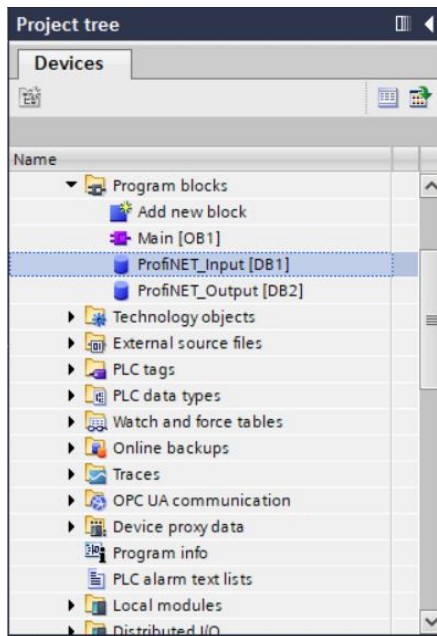 Project tree
Devices
Name
Program blocks
Add new block
Main [OB1]
ProfiNET_Input [DB1]
ProfiNET_Output [DB2]
Technology objects
External source files
PLC tags
PLC data types
Watch and force tables
Online backups
Traces
OPC UA communication
Device proxy data
Program info
PLC alarm text lists
Local modules
Distributed I/O